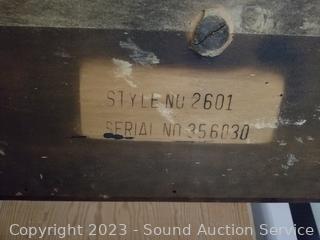 STYLE NO 2601
SERIAL NO 356030
Copyright © 2023 - Sound Auction Service